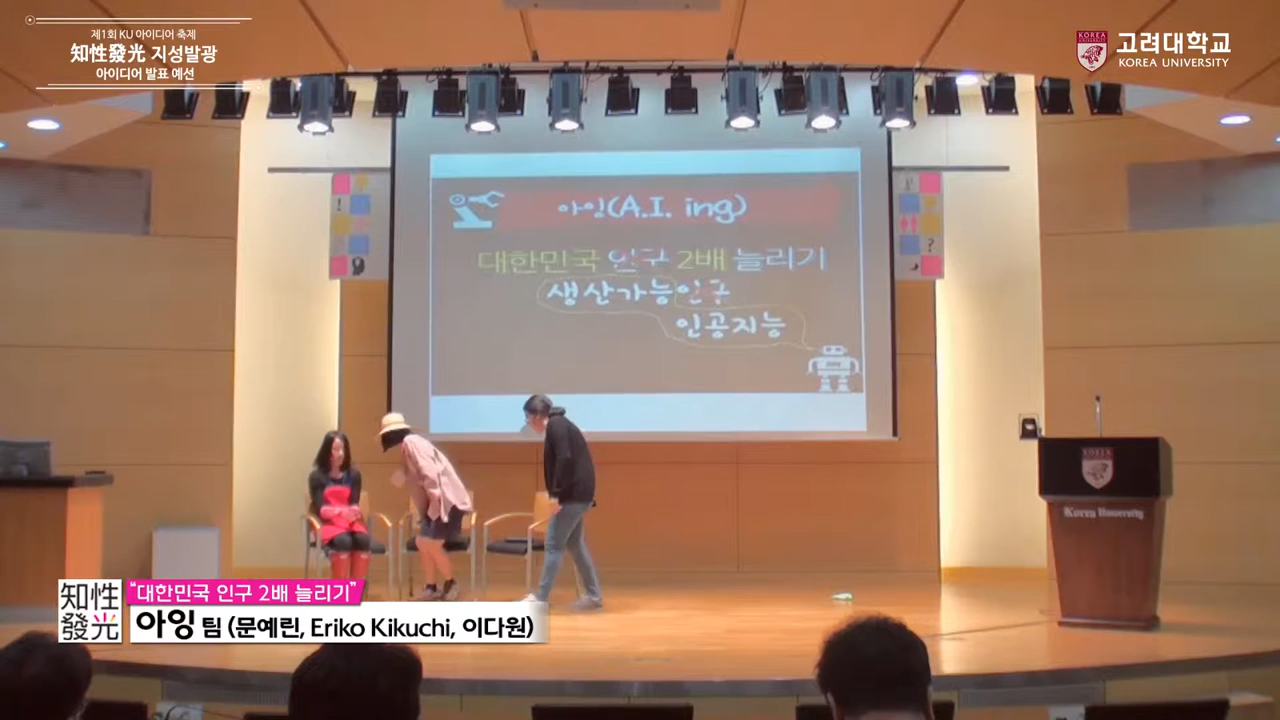 제1회 KU 아이디어 축제
知性發光 지성발광
아이디어 발표 예선
KOREA
고려대학교
KOREA UNIVERSITY
아잉(A.I. ing)
대한민국 인구 2배 늘리기
생산가능인구
인공지능
!
?
KOREA
Korea University
知性
發光
"대한민국 인구 2배 늘리기"
아잉 팀 (문예린, Eriko Kikuchi, 이다원)